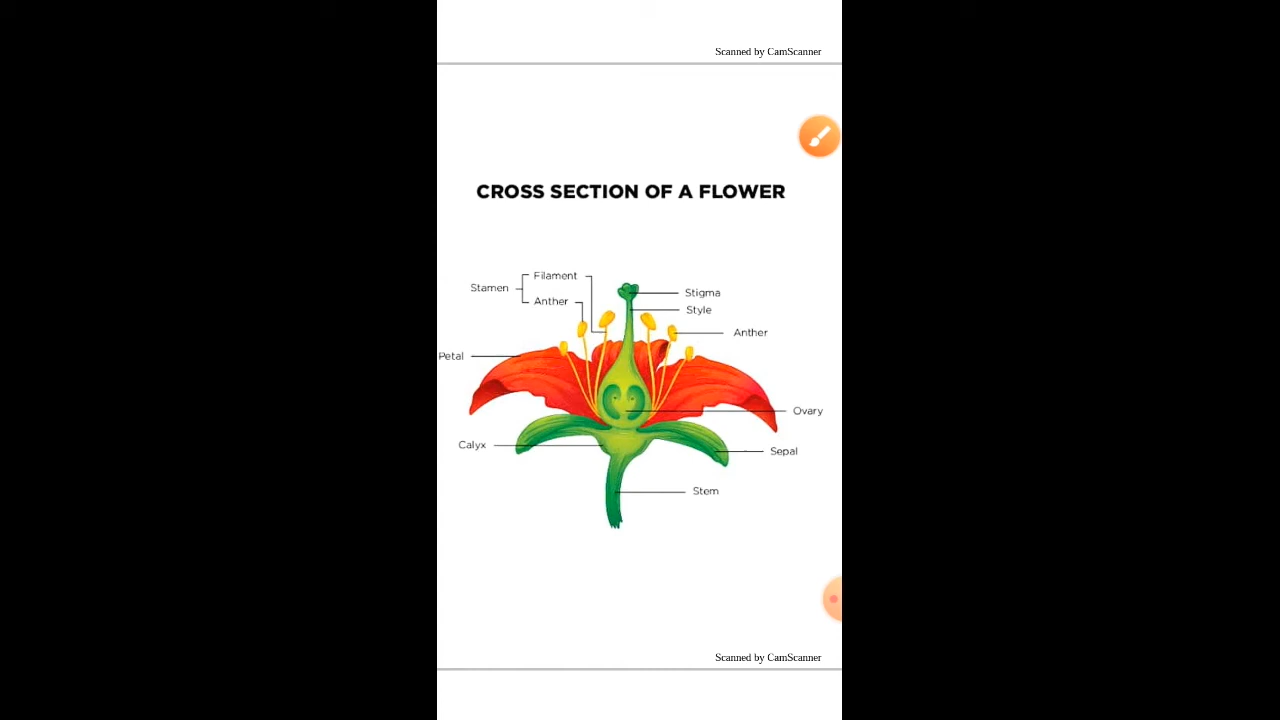 Scanned by CamScanner
CROSS SECTION OF A FLOWER
Filament
Stamen
Anther
Stigma
Style
Anther
Petal
Ovary
Calyx
Sepal
Stem
Scanned by CamScanner